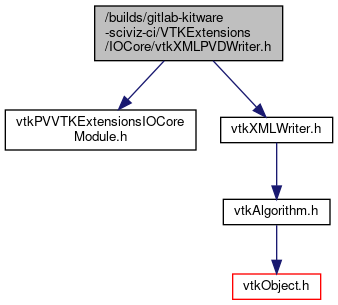 /builds/gitlab-kitware
-sciviz-ci/VTKExtensions
/IOCore/vtkXMLPVDWriter.h
vtkPVVTKExtensionsIOCore
Module.h
vtkXMLWriter.h
vtkAlgorithm.h
vtkObject.h